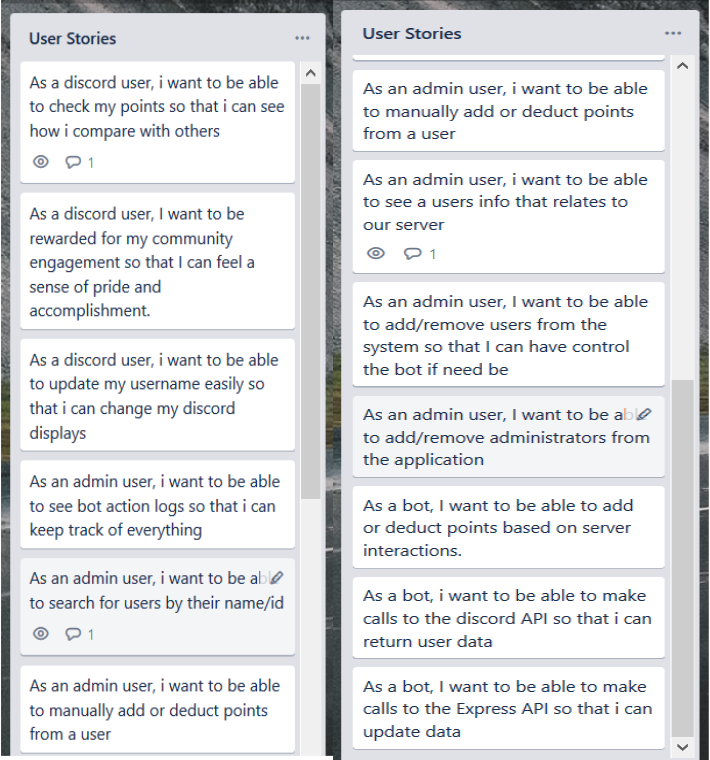 User Stories
As a discord user, i want to be able
to check my points so that i can see
how i compare with others
1
As a discord user, I want to be
rewarded for my community
engagement so that I can feel a
sense of pride and
accomplishment.
As a discord user, i want to be able
to update my username easily so
that i can change my discord
displays
As an admin user, i want to be able
to see bot action logs so that i can
keep track of everything
As an admin user, i want to be able
to search for users by their name/id
1
As an admin user, i want to be able
to manually add or deduct points
from a user
User Stories
As an admin user, i want to be able
to manually add or deduct points
from a user
As an admin user, i want to be able
to see a users info that relates to
our server
1
As an admin user, I want to be able
to add/remove users from the
system so that I can have control
the bot if need be
As an admin user, I want to be able
to add/remove administrators from
the application
As a bot, I want to be able to add
or deduct points based on server
interactions.
As a bot, i want to be able to make
calls to the discord API so that i can
return user data
As a bot, I want to be able to make
calls to the Express API so that i can
update data